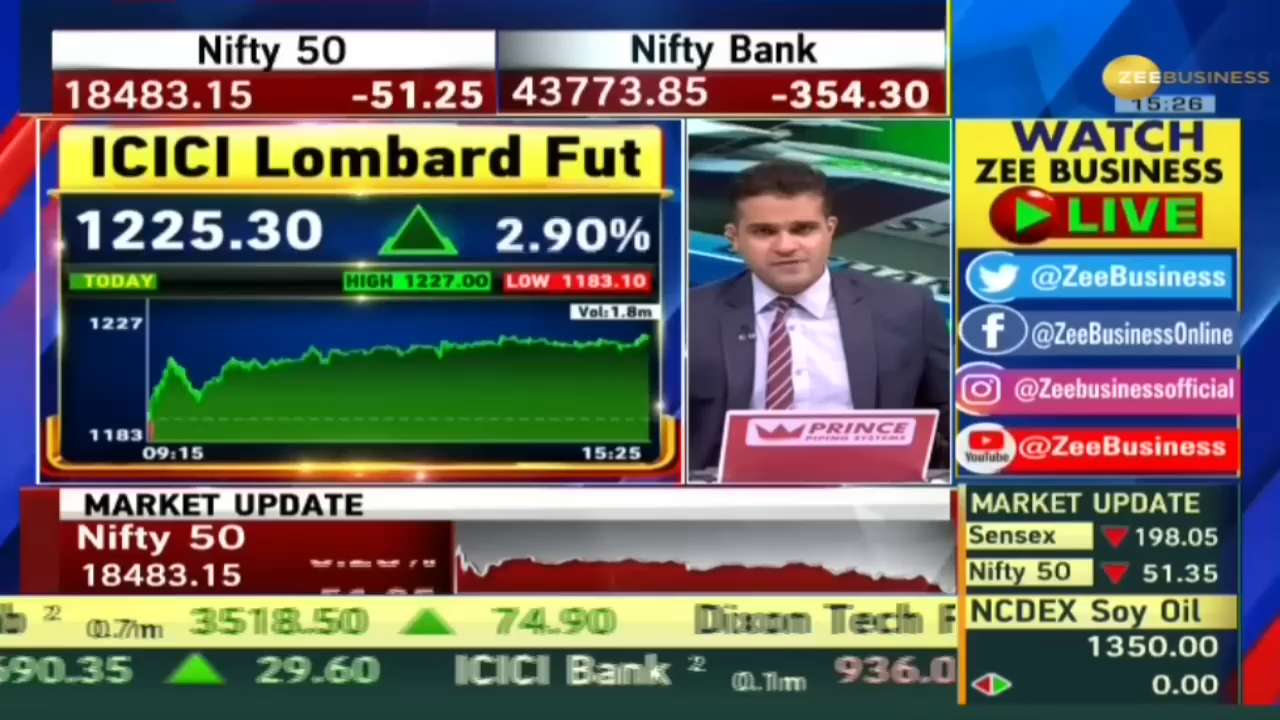 Nifty 50
18483.15 -51.25
Nifty Bank
43773.85 -354.30
ZEEBUSINESS
15:26
ICICI Lombard Fut
1225.30 2.90%
TODAY HIGH 1227.00 LOW 1183.10
Vol:1.8m
1227
1183
09:15 15:25
PRINCE
PIPING SYSTEMS
WATCH
ZEE BUSINESS
LIVE
@ZeeBusiness
@ZeeBusinessOnline
@Zeebusinessofficial
YouTube @ZeeBusiness
MARKET UPDATE
Nifty 50
18483.15
MARKET UPDATE
Sensex 198.05
Nifty 50 51.35
NCDEX Soy Oil
1350.00
0.00
0.7m 3518.50 74.90 Dixon Tech F
690.35 29.60 ICICI Bank 0.1m 936.0